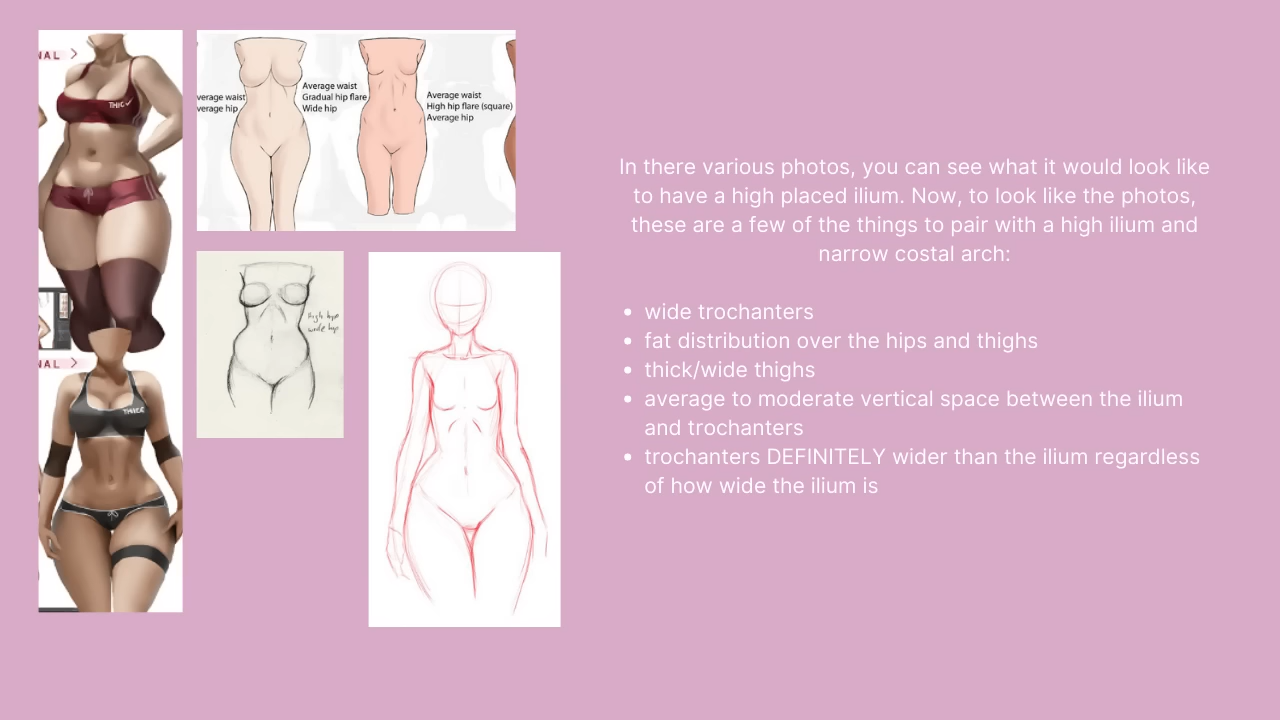 NAL >
THICC
NAL >
THICC
verage waist
verage hip
Average waist
Gradual hip flare
Wide hip
Average waist
High hip flare (square)
Average hip
high hips
wide hip
In there various photos, you can see what it would look like
to have a high placed ilium. Now, to look like the photos,
these are a few of the things to pair with a high ilium and
narrow costal arch:
• wide trochanters
• fat distribution over the hips and thighs
• thick/wide thighs
• average to moderate vertical space between the ilium
and trochanters
• trochanters DEFINITELY wider than the ilium regardless
of how wide the ilium is